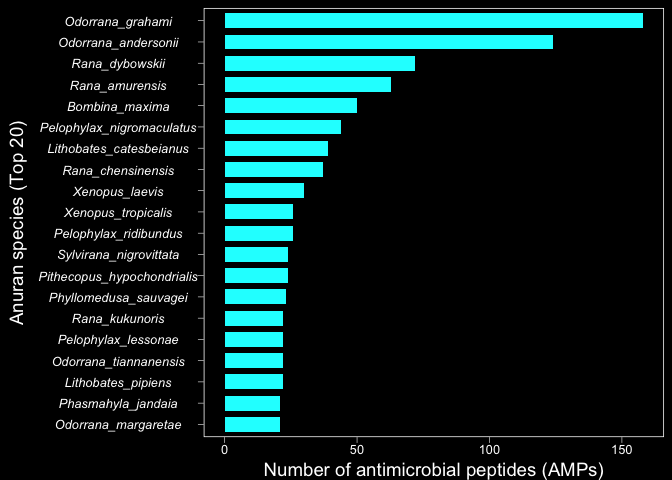 Anuran species (Top 20)
Odorrana_grahami
Odorrana_andersonii
Rana_dybowskii
Rana_amurensis
Bombina_maxima
Pelophylax_nigromaculatus
Lithobates_catesbeianus
Rana_chensinensis
Xenopus_laevis
Xenopus_tropicalis
Pelophylax_ridibundus
Sylvirana_nigrovittata
Pithecopus_hypochondrialis
Phyllomedusa_sauvagei
Rana_kukunoris
Pelophylax_lessonae
Odorrana_tiannanensis
Lithobates_pipiens
Phasmahyla_jandaia
Odorrana_margaretae
0 50 100 150
Number of antimicrobial peptides (AMPs)